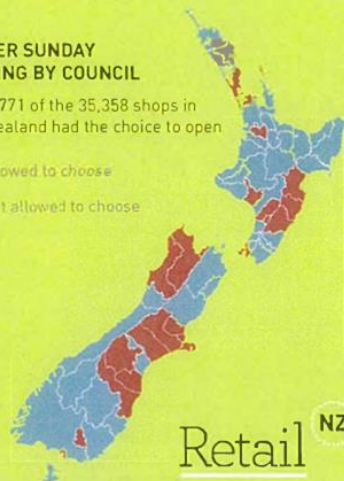 ER SUNDAY
ING BY COUNCIL
771 of the 35,358 shops in
ealand had the choice to open
owed to choose
t allowed to choose
Retail NZ